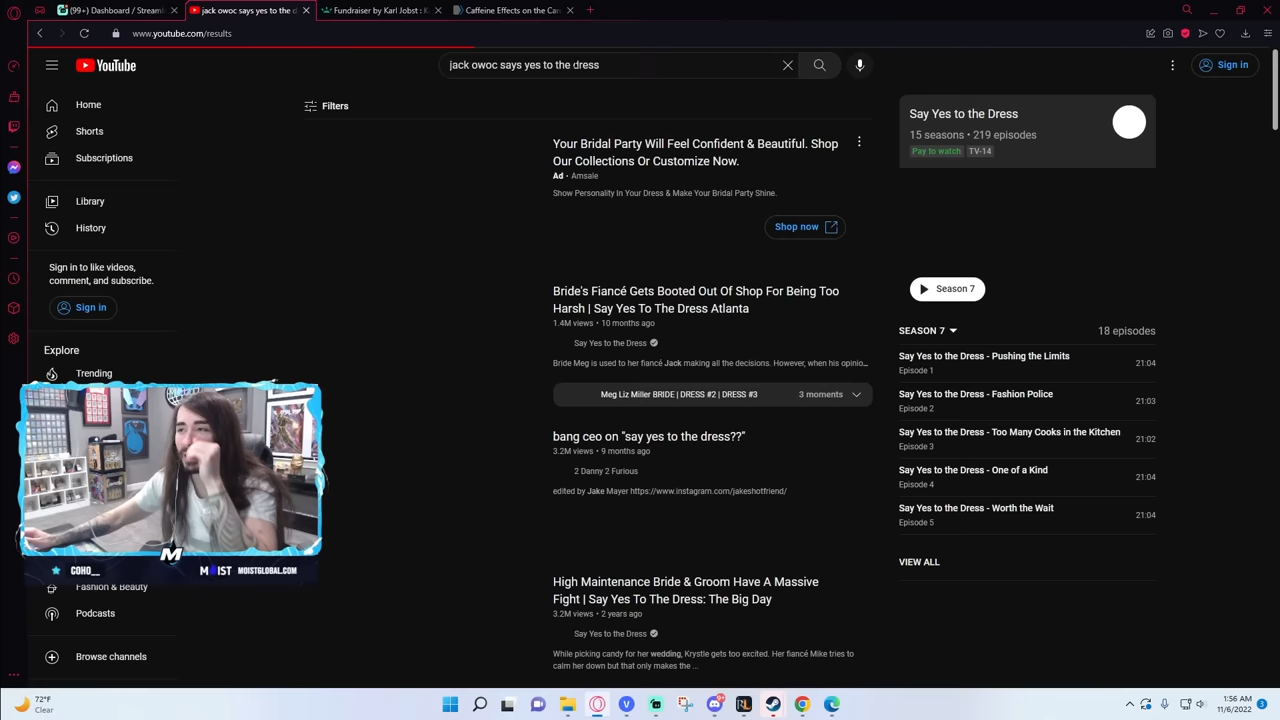 (99+) Dashboard / Streamla
jack owoc says yes to the d
Fundraiser by Karl Jobst : K
Caffeine Effects on the Car
www.youtube.com/results
YouTube
jack owoc says yes to the dress
Sign in
Home
Shorts
Subscriptions
Library
History
Sign in to like videos,
comment, and subscribe.
Sign in
Explore
Trending
Fashion & Beauty
Podcasts
Browse channels
Filters
Your Bridal Party Will Feel Confident & Beautiful. Shop
Our Collections Or Customize Now.
Ad • Amsale
Show Personality In Your Dress & Make Your Bridal Party Shine.
Shop now
Bride's Fiancé Gets Booted Out Of Shop For Being Too
Harsh | Say Yes To The Dress Atlanta
1.4M views • 10 months ago
Say Yes to the Dress
Bride Meg is used to her fiancé Jack making all the decisions. However, when his opinio...
Meg Liz Miller BRIDE | DRESS #2 | DRESS #3
3 moments
bang ceo on "say yes to the dress??"
3.2M views • 9 months ago
2 Danny 2 Furious
edited by Jake Mayer https://www.instagram.com/jakeshotfriend/
High Maintenance Bride & Groom Have A Massive
Fight | Say Yes To The Dress: The Big Day
3.2M views • 2 years ago
Say Yes to the Dress
While picking candy for her wedding, Krystle gets too excited. Her fiancé Mike tries to
calm her down but that only makes the ...
Say Yes to the Dress
15 seasons • 219 episodes
Pay to watch TV-14
Season 7
SEASON 7
18 episodes
Say Yes to the Dress - Pushing the Limits
Episode 1
21:04
Say Yes to the Dress - Fashion Police
Episode 2
21:03
Say Yes to the Dress - Too Many Cooks in the Kitchen
Episode 3
21:02
Say Yes to the Dress - One of a Kind
Episode 4
21:04
Say Yes to the Dress - Worth the Wait
Episode 5
21:04
VIEW ALL
M
COHO__
MOIST MOISTGLOBAL.COM
72°F
Clear
9+
1:56 AM
11/6/2022
3